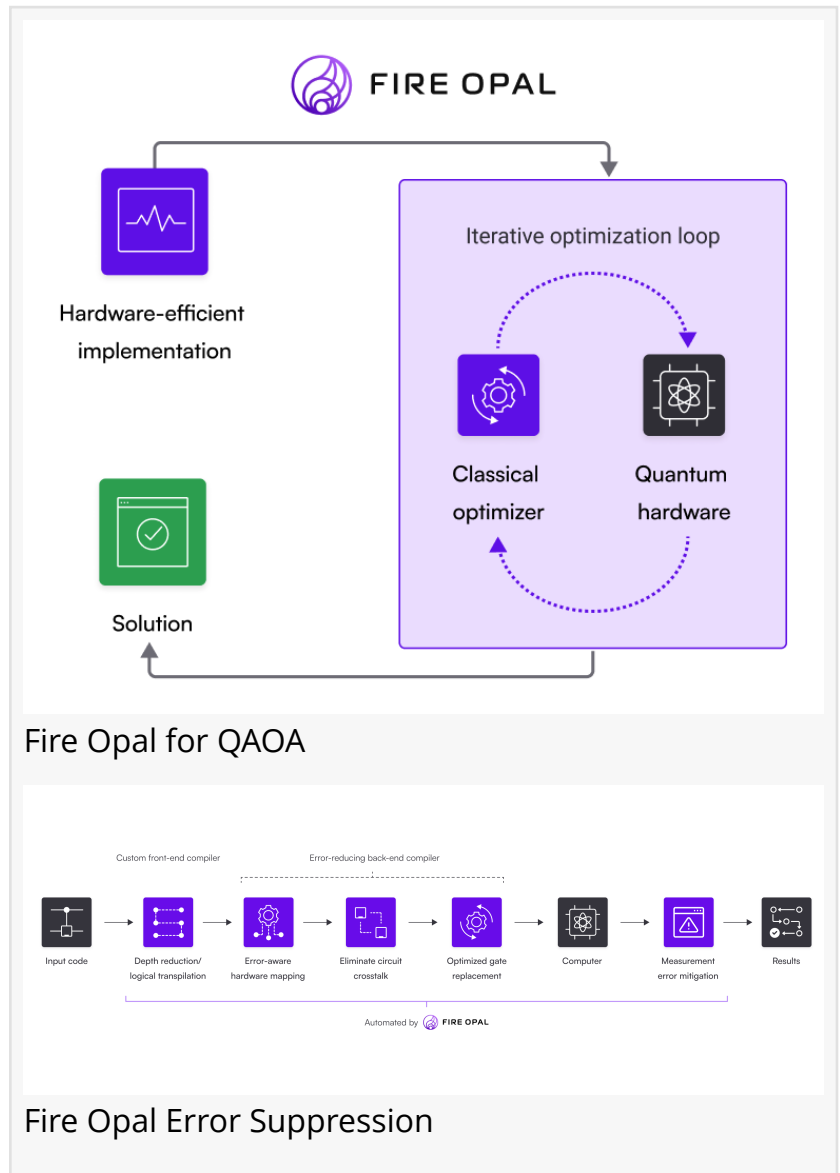 FIRE OPAL
Iterative optimization loop
Hardware-efficient
implementation
Classical
optimizer
Quantum
hardware
Solution
Fire Opal for QAOA
Custom front-end compiler
Error-reducing back-end compiler
Input code
Depth reduction/
logical transpilation
Error-aware
hardware mapping
Eliminate circuit
crosstalk
Optimized gate
replacement
Computer
Measurement
error mitigation
Results
Automated by FIRE OPAL
Fire Opal Error Suppression